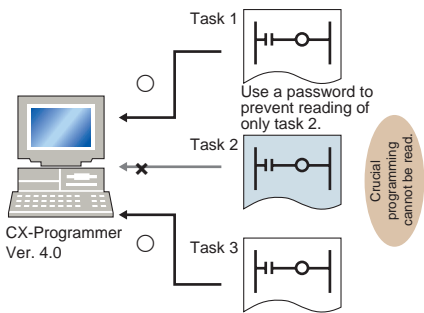 Task 1
Use a password to
prevent reading of
only task 2.
Task 2
Crucial
programming
cannot be read.
CX-Programmer
Ver. 4.0
Task 3